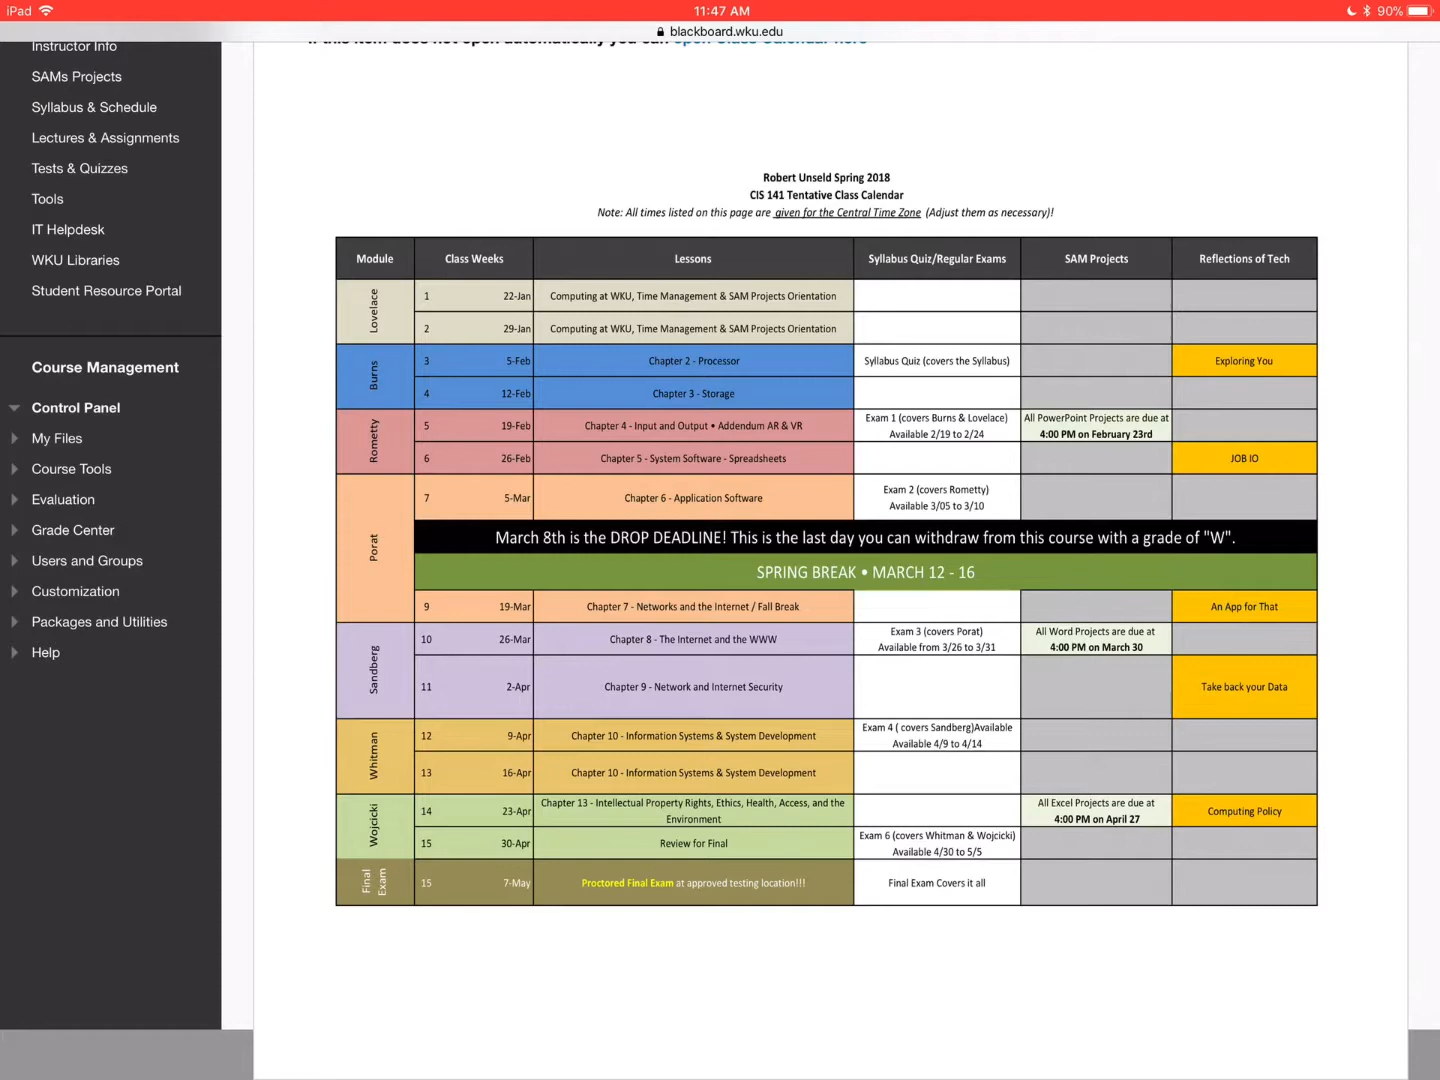 iPad
11:47 AM
90%
blackboard.wku.edu
If this item does not open automatically you can open Class Calendar here
Instructor Info
SAMs Projects
Syllabus & Schedule
Lectures & Assignments
Tests & Quizzes
Tools
IT Helpdesk
WKU Libraries
Student Resource Portal
Course Management
Control Panel
My Files
Course Tools
Evaluation
Grade Center
Users and Groups
Customization
Packages and Utilities
Help
Robert Unseld Spring 2018
CIS 141 Tentative Class Calendar
Note: All times listed on this page are given for the Central Time Zone (Adjust them as necessary)!
Module Class Weeks Lessons Syllabus Quiz/Regular Exams SAM Projects Reflections of Tech
Lovelace
1 22-Jan Computing at WKU, Time Management & SAM Projects Orientation
2 29-Jan Computing at WKU, Time Management & SAM Projects Orientation
Burns
3 5-Feb Chapter 2 - Processor Syllabus Quiz (covers the Syllabus) Exploring You
4 12-Feb Chapter 3 - Storage
Rometty
5 19-Feb Chapter 4 - Input and Output • Addendum AR & VR
Exam 1 (covers Burns & Lovelace)
Available 2/19 to 2/24
All PowerPoint Projects are due at
4:00 PM on February 23rd
6 26-Feb Chapter 5 - System Software - Spreadsheets JOB IO
Porat
7 5-Mar Chapter 6 - Application Software
Exam 2 (covers Rometty)
Available 3/05 to 3/10
March 8th is the DROP DEADLINE! This is the last day you can withdraw from this course with a grade of "W".
SPRING BREAK • MARCH 12 - 16
9 19-Mar Chapter 7 - Networks and the Internet / Fall Break An App for That
Sandberg
10 26-Mar Chapter 8 - The Internet and the WWW
Exam 3 (covers Porat)
Available from 3/26 to 3/31
All Word Projects are due at
4:00 PM on March 30
11 2-Apr Chapter 9 - Network and Internet Security Take back your Data
Whitman
12 9-Apr Chapter 10 - Information Systems & System Development
Exam 4 ( covers Sandberg)Available
Available 4/9 to 4/14
13 16-Apr Chapter 10 - Information Systems & System Development
Wojcicki
14 23-Apr
Chapter 13 - Intellectual Property Rights, Ethics, Health, Access, and the
Environment
All Excel Projects are due at
4:00 PM on April 27
Computing Policy
15 30-Apr Review for Final
Exam 6 (covers Whitman & Wojcicki)
Available 4/30 to 5/5
Final
Exam
15 7-May Proctored Final Exam at approved testing location!!! Final Exam Covers it all